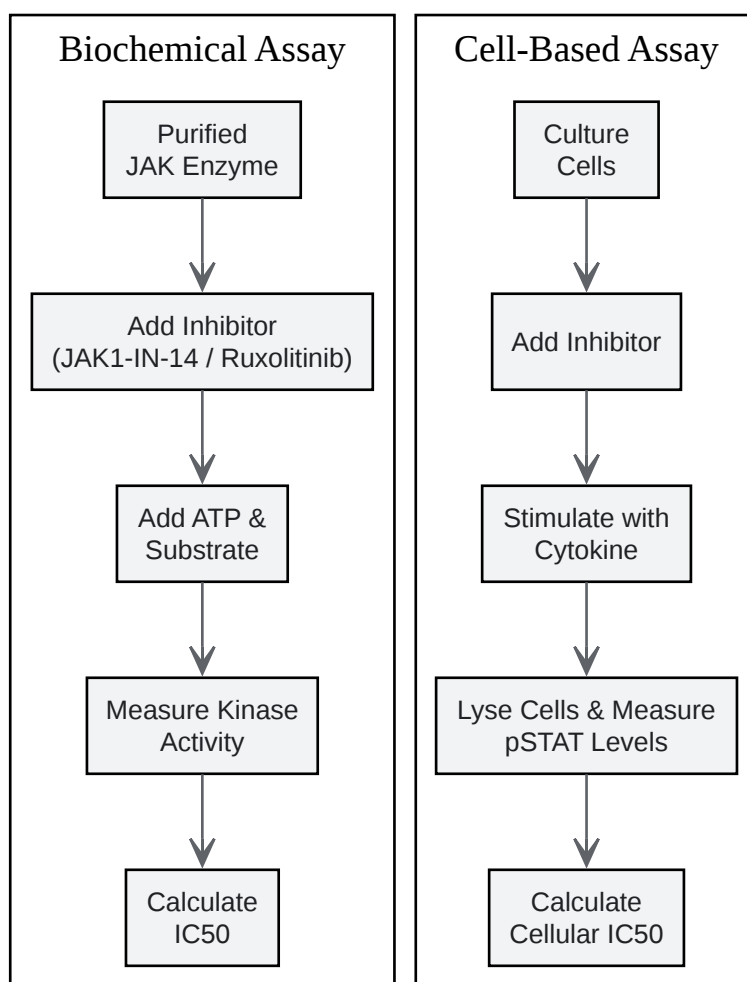 Biochemical Assay
Purified
JAK Enzyme
Add Inhibitor
(JAK1-IN-14 / Ruxolitinib)
Add ATP &
Substrate
Measure Kinase
Activity
Calculate
IC50
Cell-Based Assay
Culture
Cells
Add Inhibitor
Stimulate with
Cytokine
Lyse Cells & Measure
pSTAT Levels
Calculate
Cellular IC50